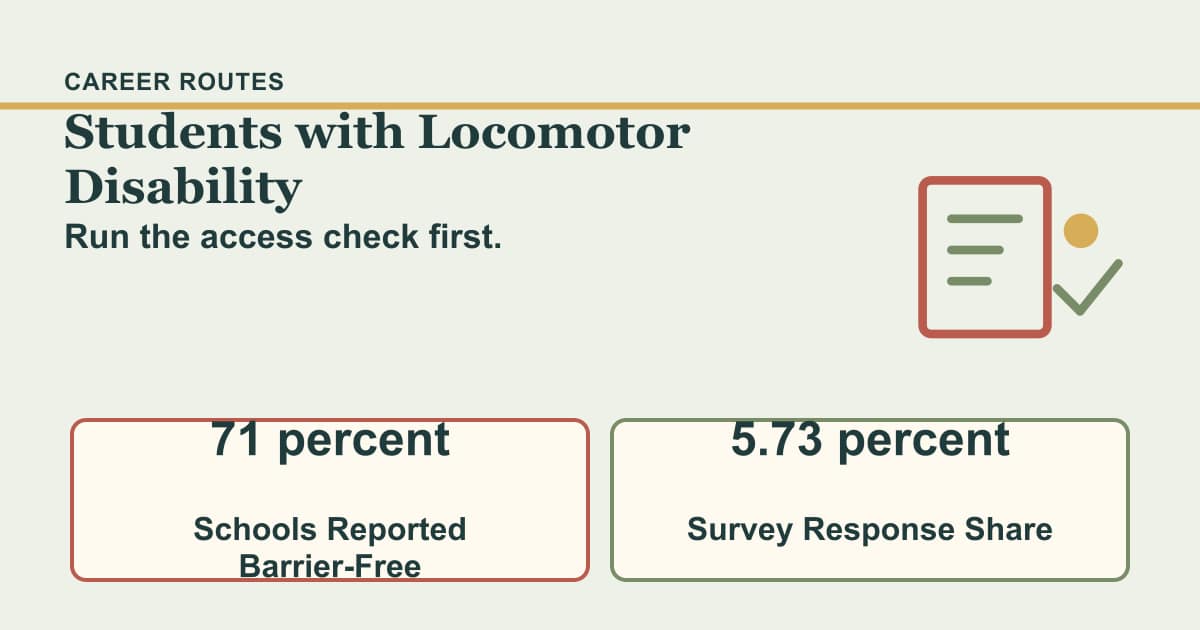 CAREER ROUTES
Students with Locomotor
Disability
Run the access check first.
71 percent
Schools Reported
Barrier-Free
5.73 percent
Survey Response Share